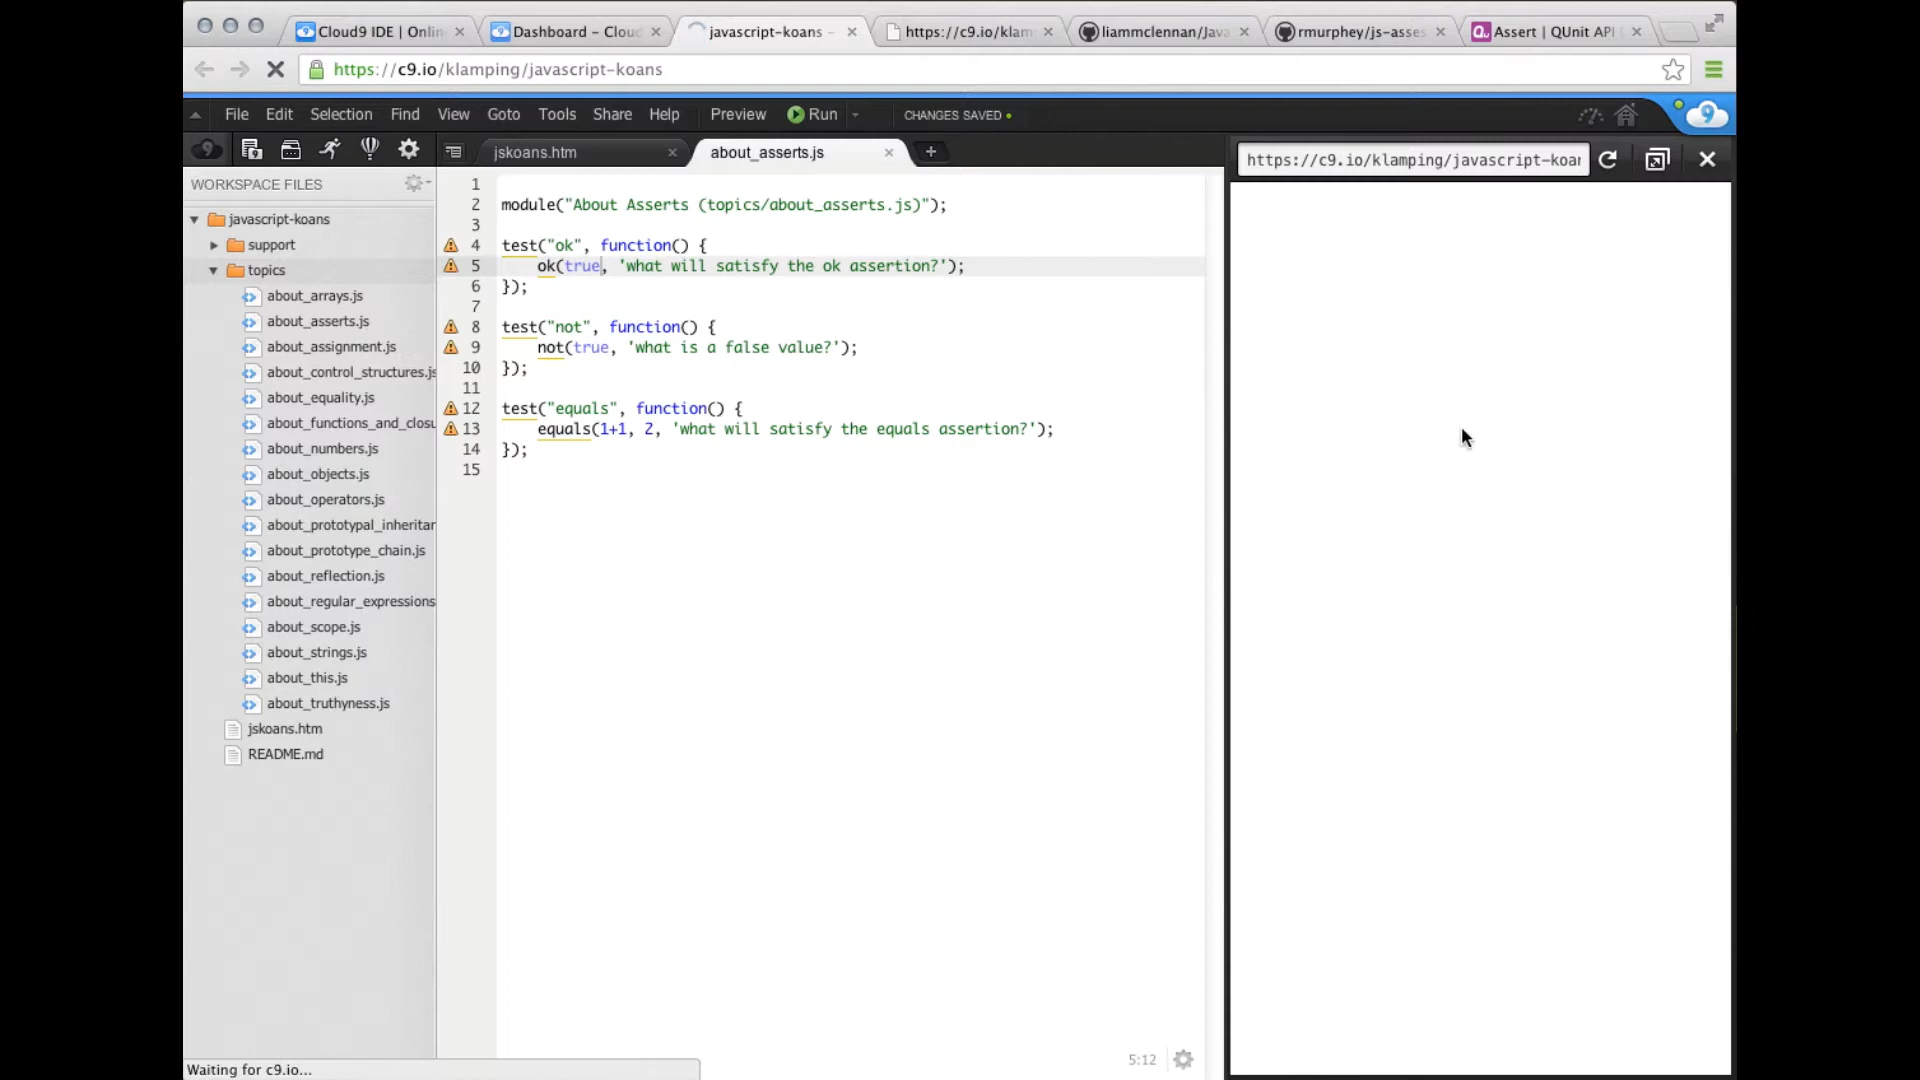 Cloud9 IDE | Onlin
Dashboard – Cloud
javascript-koans –
https://c9.io/klam
liammclennan/Java
rmurphey/js-asses
Assert | QUnit API
https://c9.io/klamping/javascript-koans
File Edit Selection Find View Goto Tools Share Help Preview Run CHANGES SAVED
jskoans.htm
about_asserts.js
https://c9.io/klamping/javascript-koan
WORKSPACE FILES
javascript-koans
support
topics
about_arrays.js
about_asserts.js
about_assignment.js
about_control_structures.js
about_equality.js
about_functions_and_closu
about_numbers.js
about_objects.js
about_operators.js
about_prototypal_inheritan
about_prototype_chain.js
about_reflection.js
about_regular_expressions
about_scope.js
about_strings.js
about_this.js
about_truthyness.js
jskoans.htm
README.md
1
2 module("About Asserts (topics/about_asserts.js)");
3
4 test("ok", function() {
5 ok(true, 'what will satisfy the ok assertion?');
6 });
7
8 test("not", function() {
9 not(true, 'what is a false value?');
10 });
11
12 test("equals", function() {
13 equals(1+1, 2, 'what will satisfy the equals assertion?');
14 });
15
5:12
Waiting for c9.io...